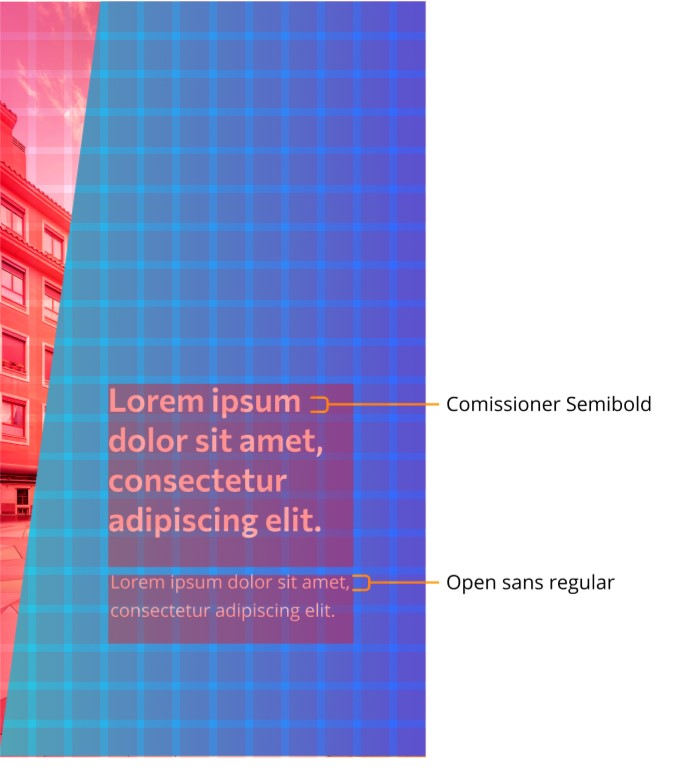 Lorem ipsum
dolor sit amet,
consectetur
adipiscing elit.
Comissioner Semibold
Lorem ipsum dolor sit amet,
consectetur adipiscing elit.
Open sans regular